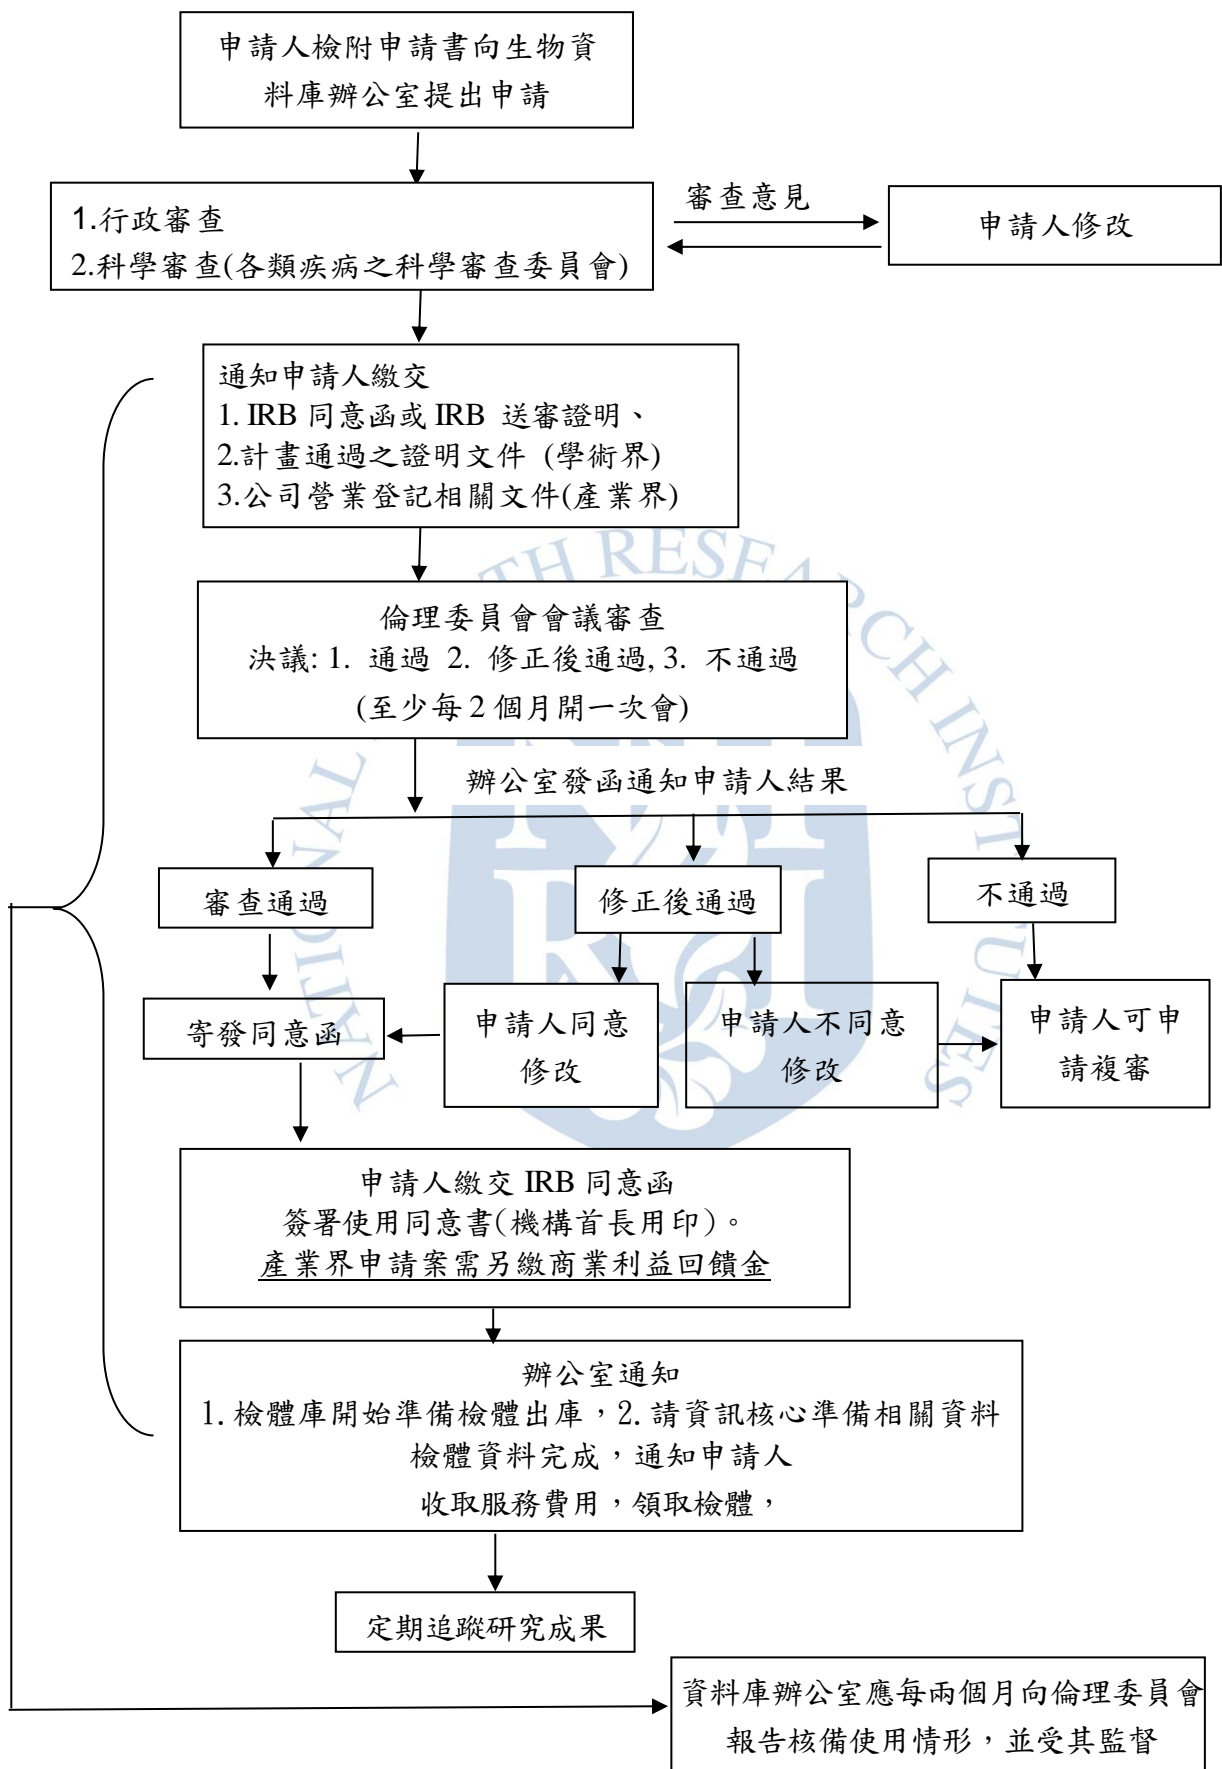 申請人檢附申請書向生物資
料庫辦公室提出申請
1.行政審查
2.科學審查(各類疾病之科學審查委員會)
審查意見
申請人修改
通知申請人繳交
1. IRB 同意函或 IRB 送審證明、
2.計畫通過之證明文件 (學術界)
3.公司營業登記相關文件(產業界)
倫理委員會會議審查
決議: 1. 通過 2. 修正後通過, 3. 不通過
(至少每 2 個月開一次會)
辦公室發函通知申請人結果
審查通過
修正後通過
不通過
寄發同意函
申請人同意
修改
申請人不同意
修改
申請人可申
請複審
申請人繳交 IRB 同意函
簽署使用同意書(機構首長用印)。
產業界申請案需另繳商業利益回饋金
辦公室通知
1. 檢體庫開始準備檢體出庫，2. 請資訊核心準備相關資料
檢體資料完成，通知申請人
收取服務費用，領取檢體，
定期追蹤研究成果
資料庫辦公室應每兩個月向倫理委員會
報告核備使用情形，並受其監督
NATIONAL
TH RESEARCH INST
UTES